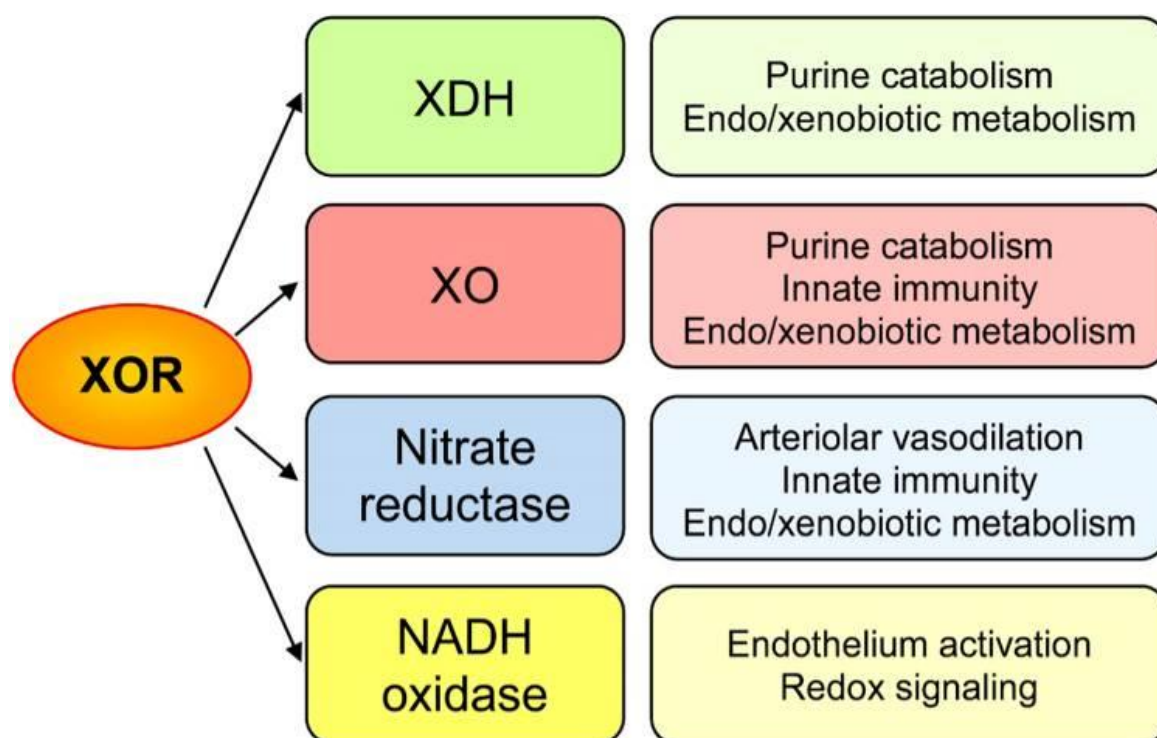 XOR
XDH
Purine catabolism
Endo/xenobiotic metabolism
XO
Purine catabolism
Innate immunity
Endo/xenobiotic metabolism
Nitrate
reductase
Arteriolar vasodilation
Innate immunity
Endo/xenobiotic metabolism
NADH
oxidase
Endothelium activation
Redox signaling